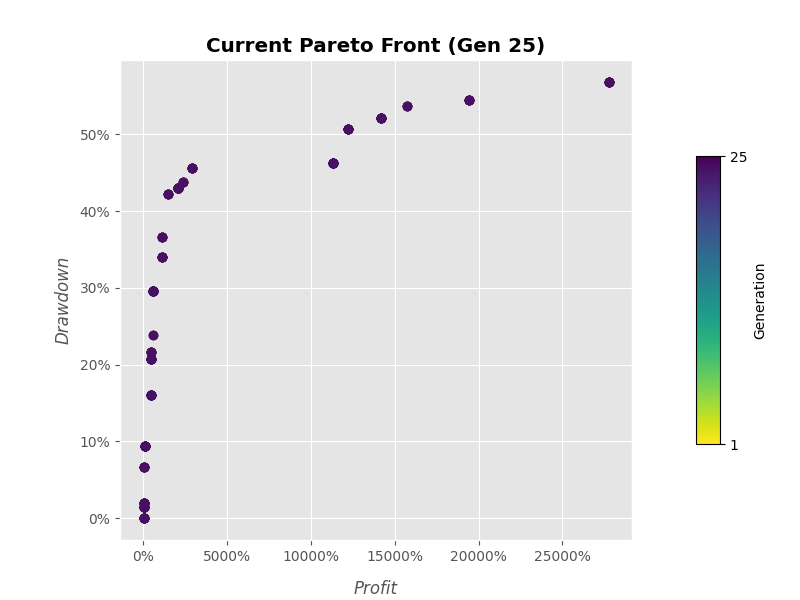 Current Pareto Front (Gen 25)
50%
40%
30%
20%
10%
0%
Drawdown
0% 5000% 10000% 15000% 20000% 25000%
Profit
25
1
Generation